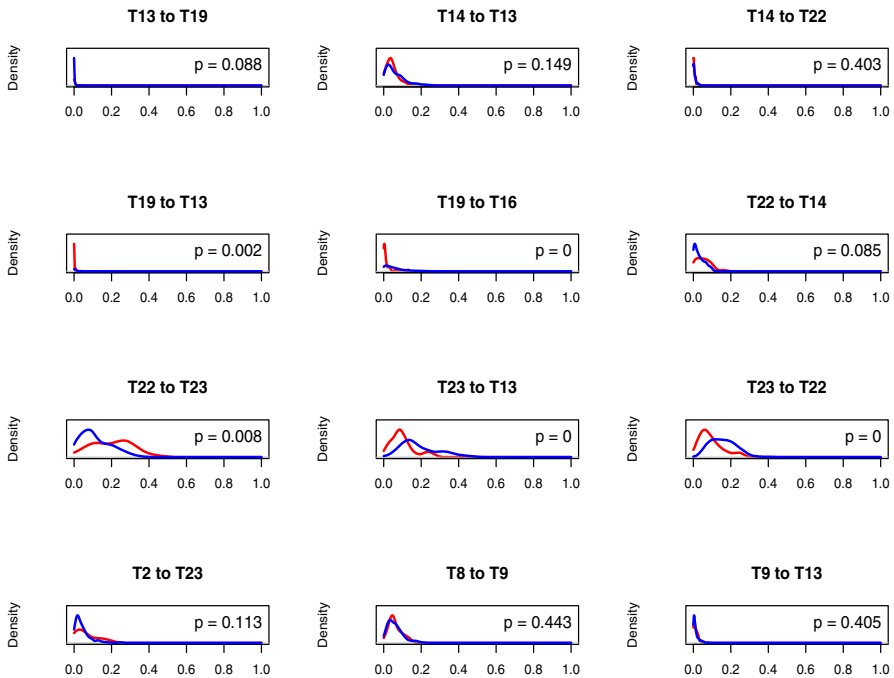 T13 to T19
Density
p = 0.088
0.0 0.2 0.4 0.6 0.8 1.0
T14 to T13
Density
p = 0.149
0.0 0.2 0.4 0.6 0.8 1.0
T14 to T22
Density
p = 0.403
0.0 0.2 0.4 0.6 0.8 1.0
T19 to T13
Density
p = 0.002
0.0 0.2 0.4 0.6 0.8 1.0
T19 to T16
Density
p = 0
0.0 0.2 0.4 0.6 0.8 1.0
T22 to T14
Density
p = 0.085
0.0 0.2 0.4 0.6 0.8 1.0
T22 to T23
Density
p = 0.008
0.0 0.2 0.4 0.6 0.8 1.0
T23 to T13
Density
p = 0
0.0 0.2 0.4 0.6 0.8 1.0
T23 to T22
Density
p = 0
0.0 0.2 0.4 0.6 0.8 1.0
T2 to T23
Density
p = 0.113
0.0 0.2 0.4 0.6 0.8 1.0
T8 to T9
Density
p = 0.443
0.0 0.2 0.4 0.6 0.8 1.0
T9 to T13
Density
p = 0.405
0.0 0.2 0.4 0.6 0.8 1.0